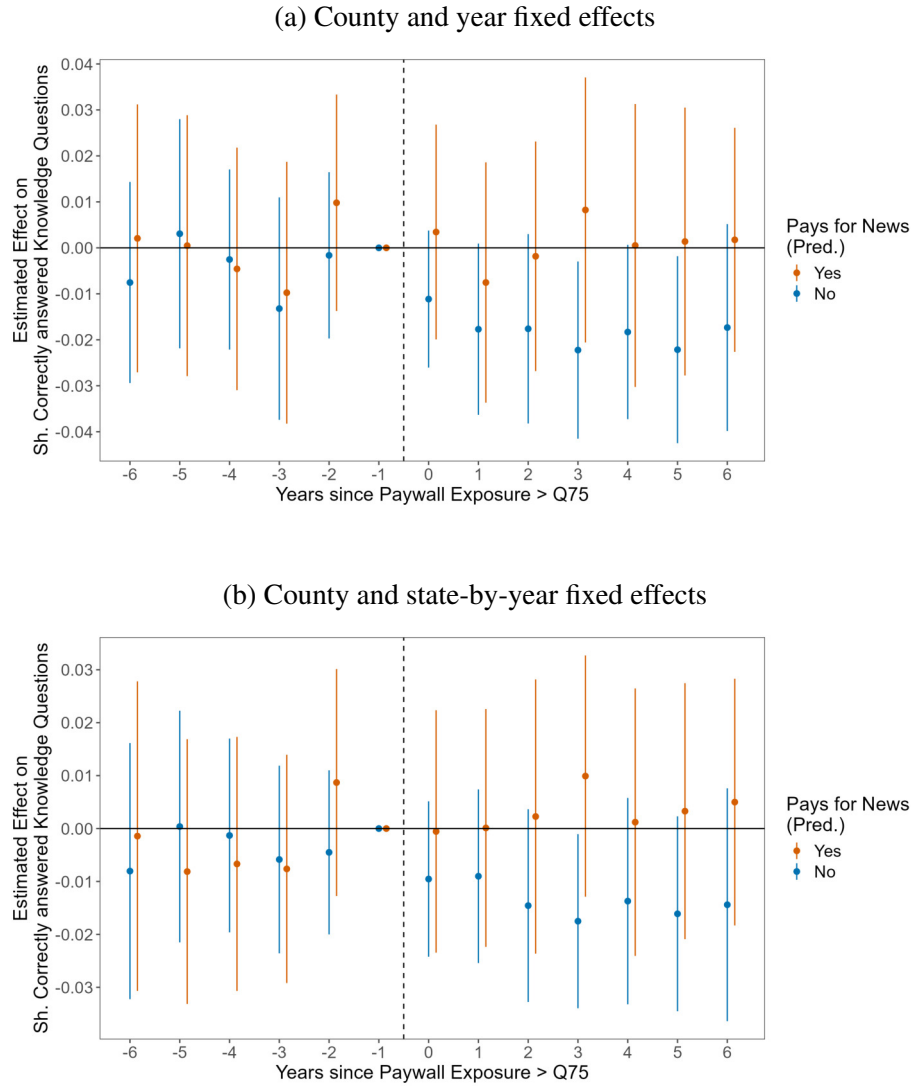 (a) County and year fixed effects
Estimated Effect on
Sh. Correctly answered Knowledge Questions
0.04
0.03
0.02
0.01
0.00
-0.01
-0.02
-0.03
-0.04
-6 -5 -4 -3 -2 -1 0 1 2 3 4 5 6
Years since Paywall Exposure > Q75
Pays for News
(Pred.)
Yes
No
(b) County and state-by-year fixed effects
Estimated Effect on
Sh. Correctly answered Knowledge Questions
0.03
0.02
0.01
0.00
-0.01
-0.02
-0.03
-6 -5 -4 -3 -2 -1 0 1 2 3 4 5 6
Years since Paywall Exposure > Q75
Pays for News
(Pred.)
Yes
No